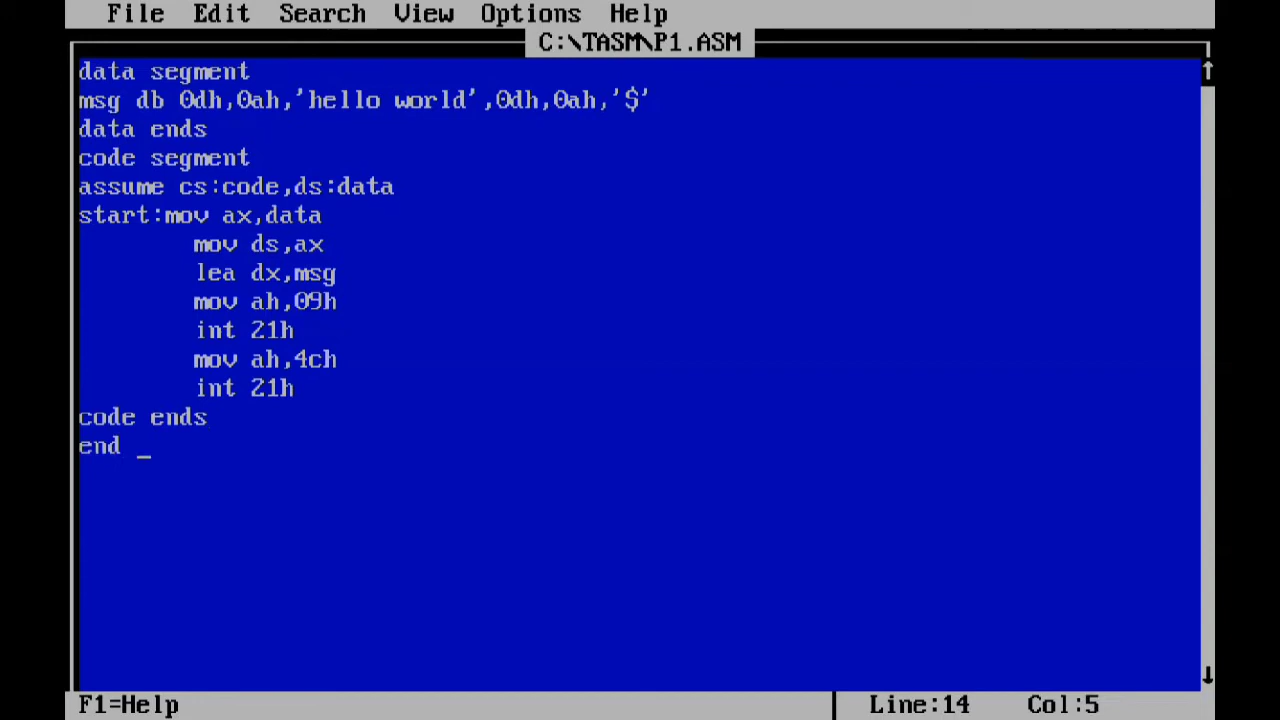 File Edit Search View Options Help
C:\TASM\P1.ASM
data segment
msg db 0dh,0ah,'hello world',0dh,0ah,'$'
data ends
code segment
assume cs:code,ds:data
start:mov ax,data
mov ds,ax
lea dx,msg
mov ah,09h
int 21h
mov ah,4ch
int 21h
code ends
end _
F1=Help Line:14 Col:5